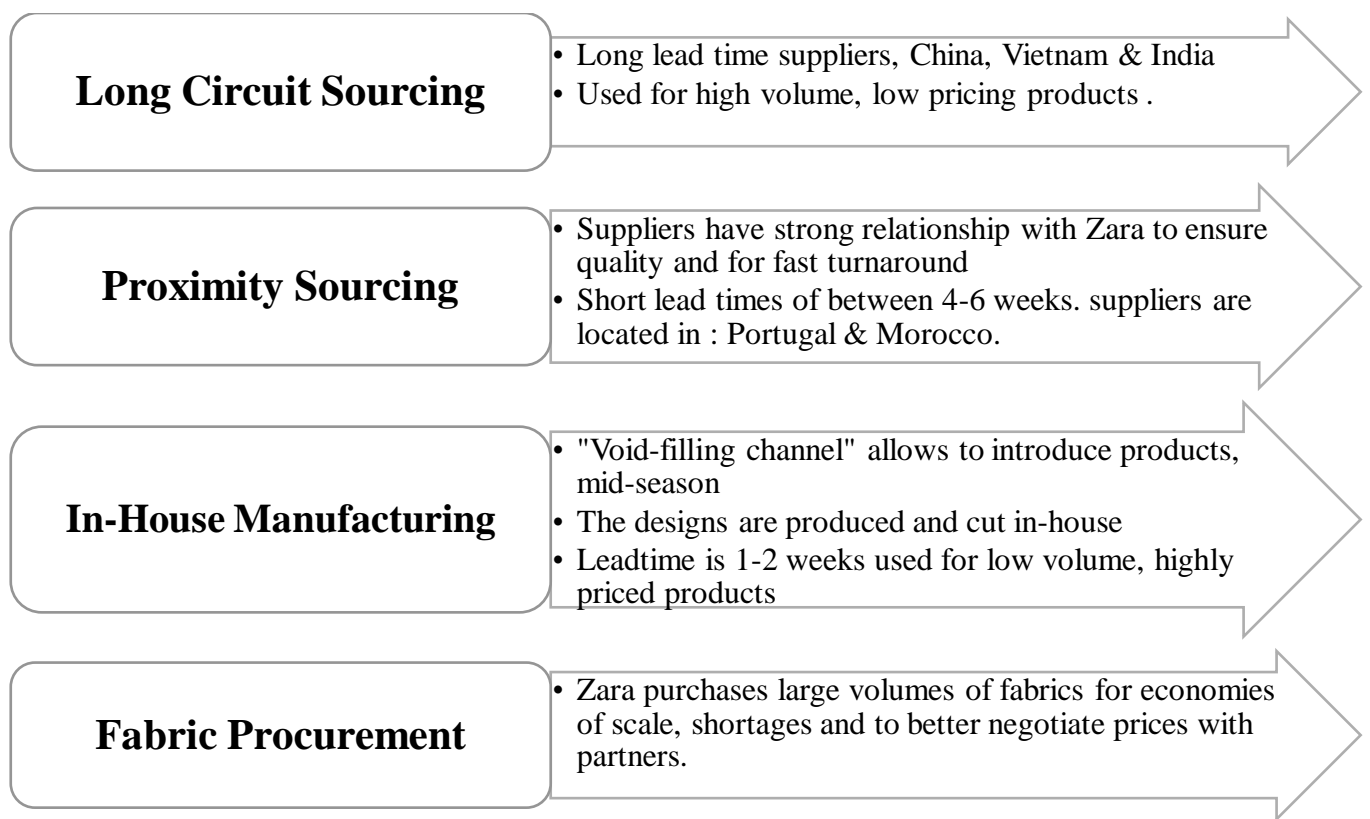 Long Circuit Sourcing
• Long lead time suppliers, China, Vietnam & India
• Used for high volume, low pricing products .
Proximity Sourcing
• Suppliers have strong relationship with Zara to ensure
quality and for fast turnaround
• Short lead times of between 4-6 weeks. suppliers are
located in : Portugal & Morocco.
In-House Manufacturing
• "Void-filling channel" allows to introduce products,
mid-season
• The designs are produced and cut in-house
• Leadtime is 1-2 weeks used for low volume, highly
priced products
Fabric Procurement
• Zara purchases large volumes of fabrics for economies
of scale, shortages and to better negotiate prices with
partners.